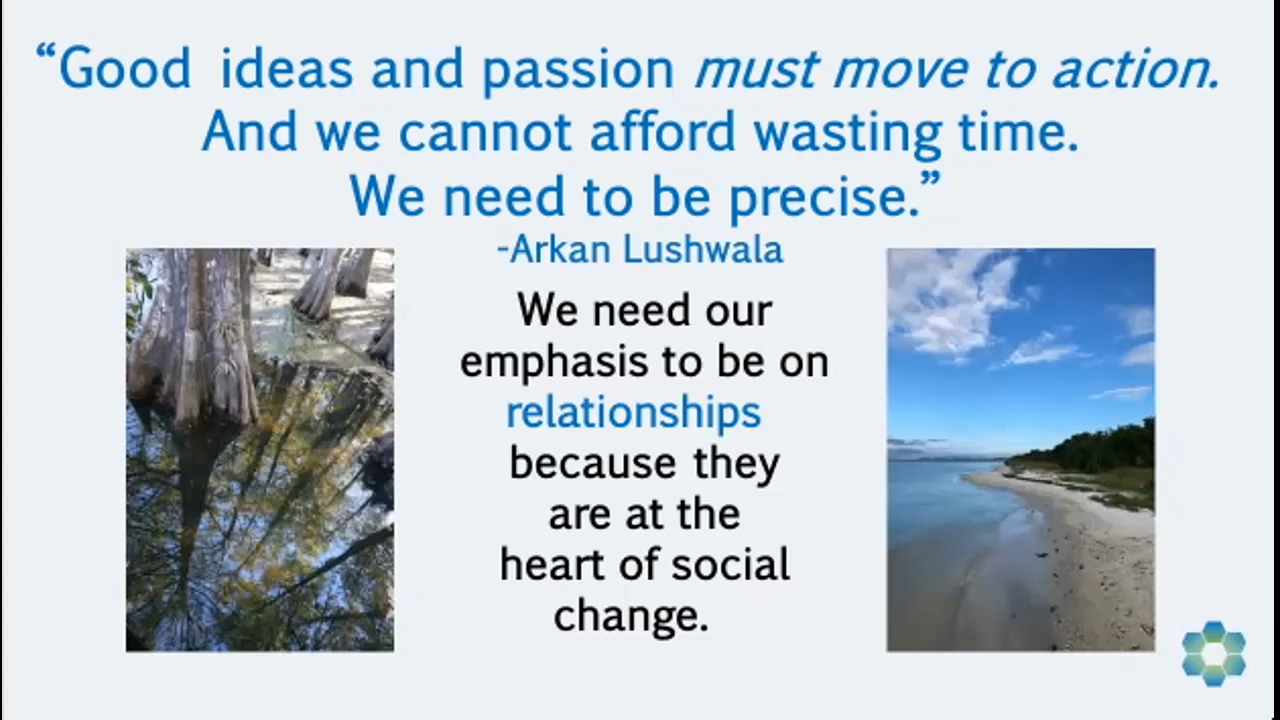 “Good ideas and passion must move to action.
And we cannot afford wasting time.
We need to be precise.”
-Arkan Lushwala
We need our
emphasis to be on
relationships
because they
are at the
heart of social
change.